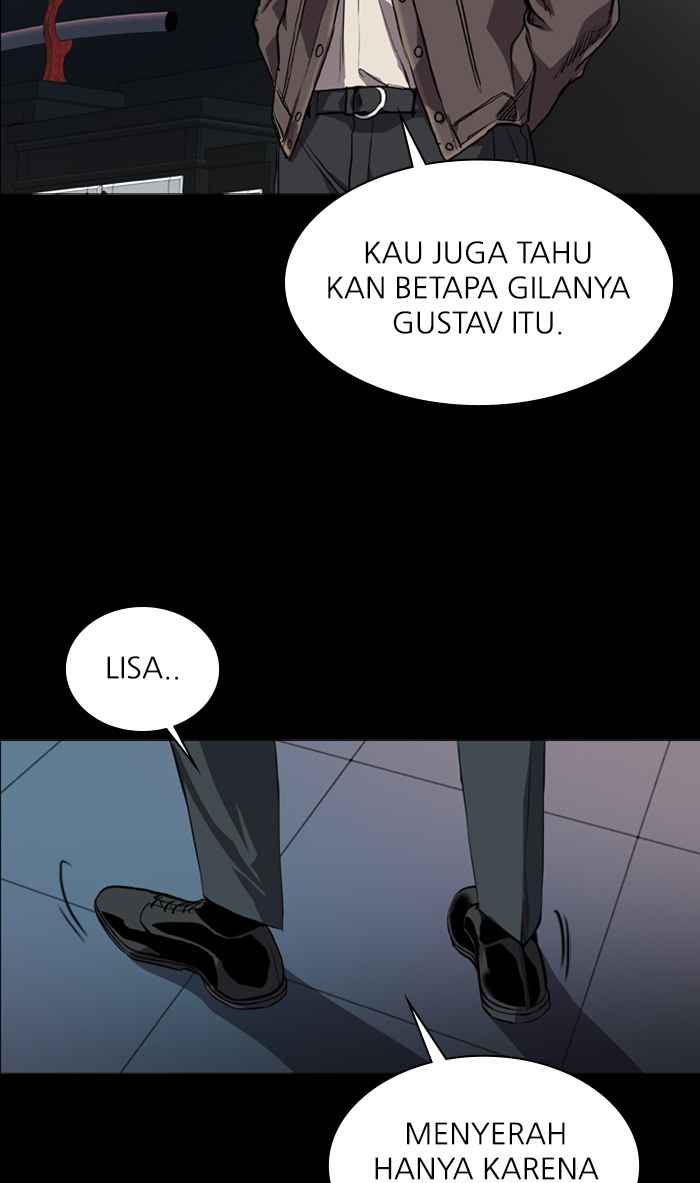 KAU JUGA TAHU
KAN BETAPA GILANYA
GUSTAV ITU.
LISA..
MENYERAH
HANYA KARENA